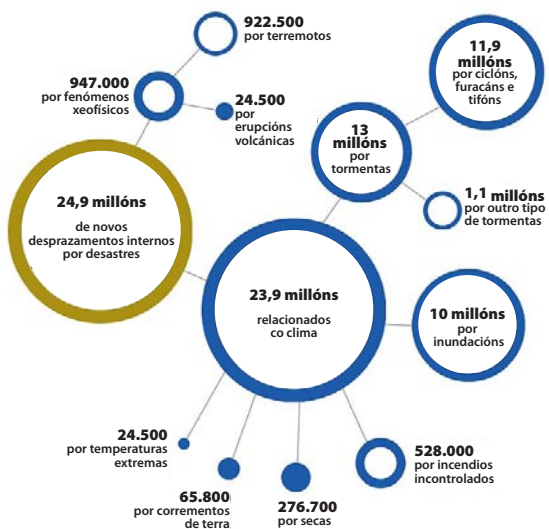 922.500
por terremotos
947.000
por fenómenos
xeofísicos
24.500
por
erupcións
volcánicas
11,9
millóns
por ciclóns,
furacáns e
tifóns
13
millóns
por
tormentas
1,1 millóns
por outro tipo
de tormentas
24,9 millóns
de novos
desprazamentos internos
por desastres
23,9 millóns
relacionados
co clima
10 millóns
por
inundacións
24.500
por temperaturas
extremas
65.800
por corrementos
de terra
276.700
por secas
528.000
por incendios
incontrolados